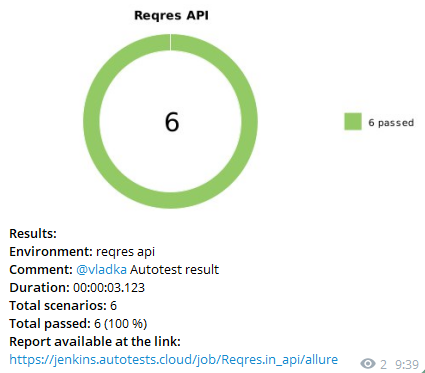 Reqres API
6
6 passed
Results:
Environment: reqres api
Comment: @vladka Autotest result
Duration: 00:00:03.123
Total scenarios: 6
Total passed: 6 (100 %)
Report available at the link:
https://jenkins.autotests.cloud/job/Reqres.in_api/allure
2 9:39